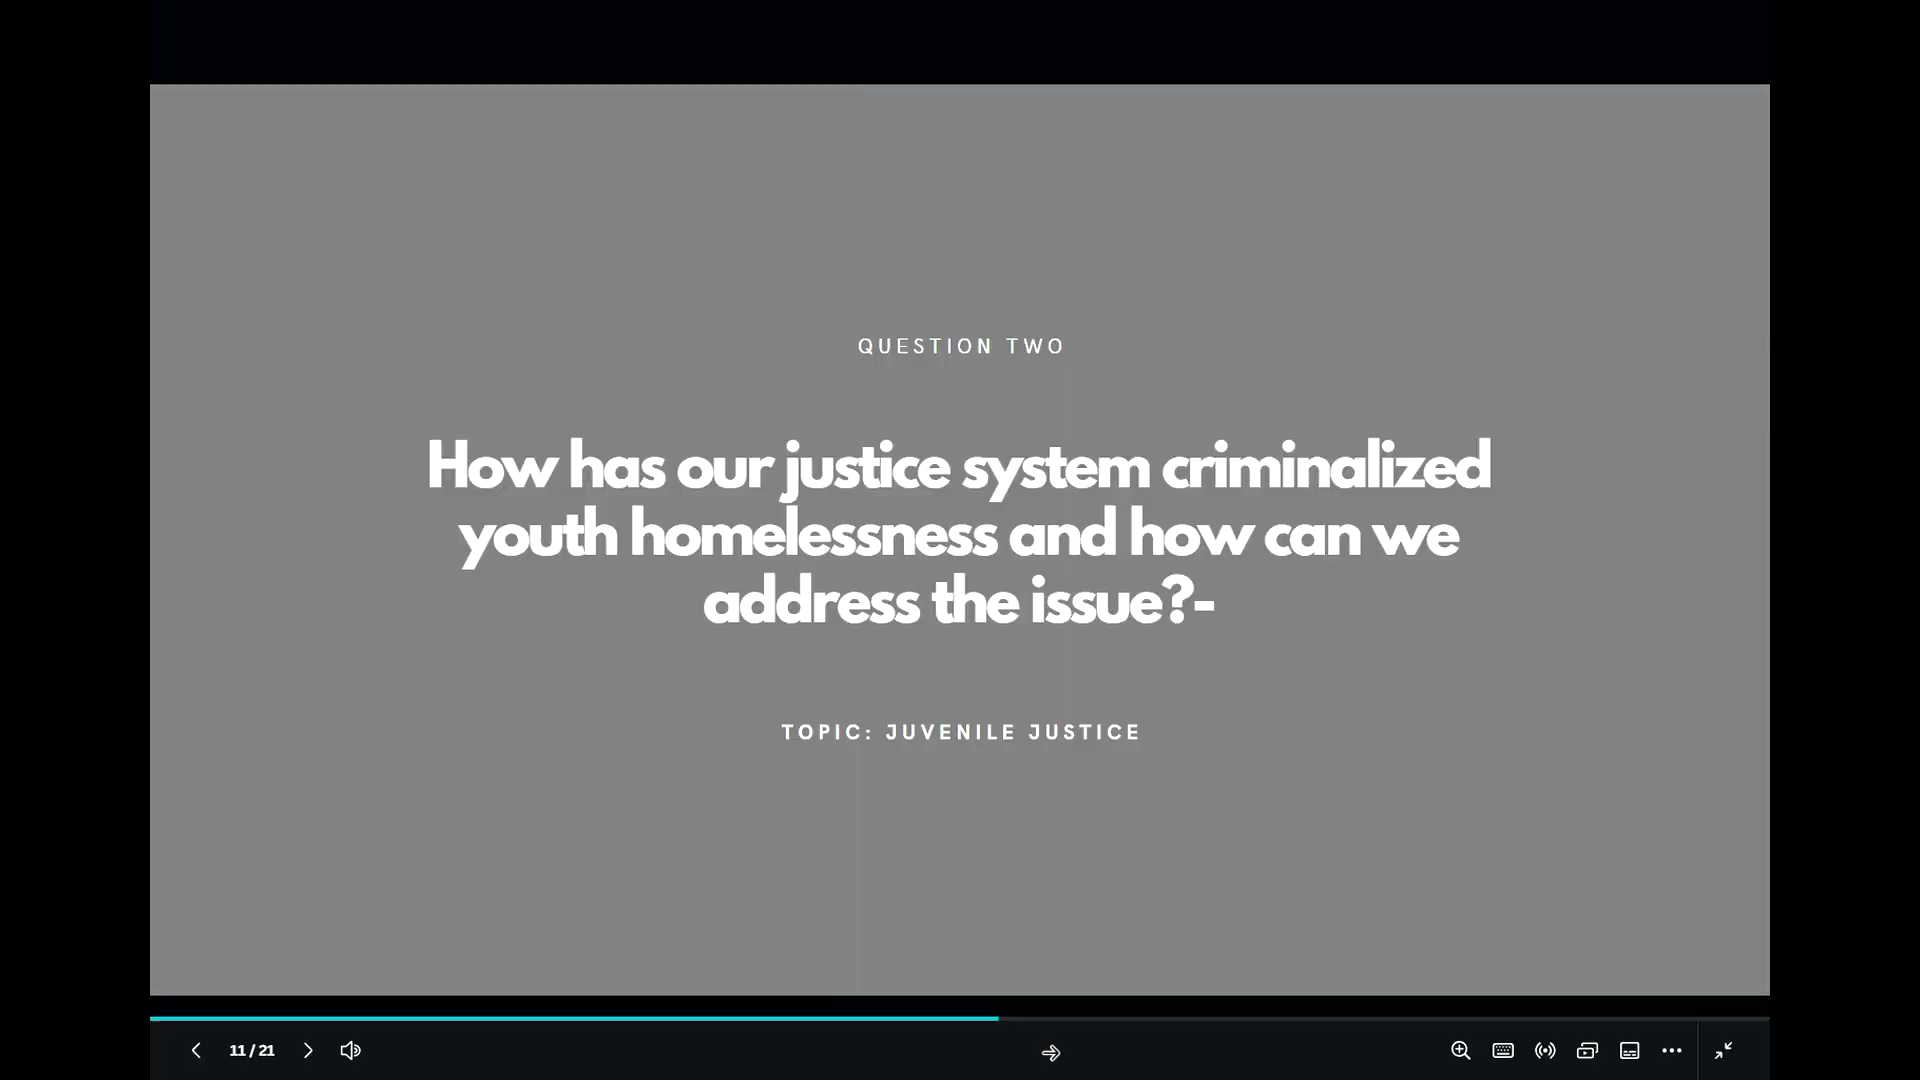 QUESTION TWO
How has our justice system criminalized
youth homelessness and how can we
address the issue?-
TOPIC: JUVENILE JUSTICE
11 / 21